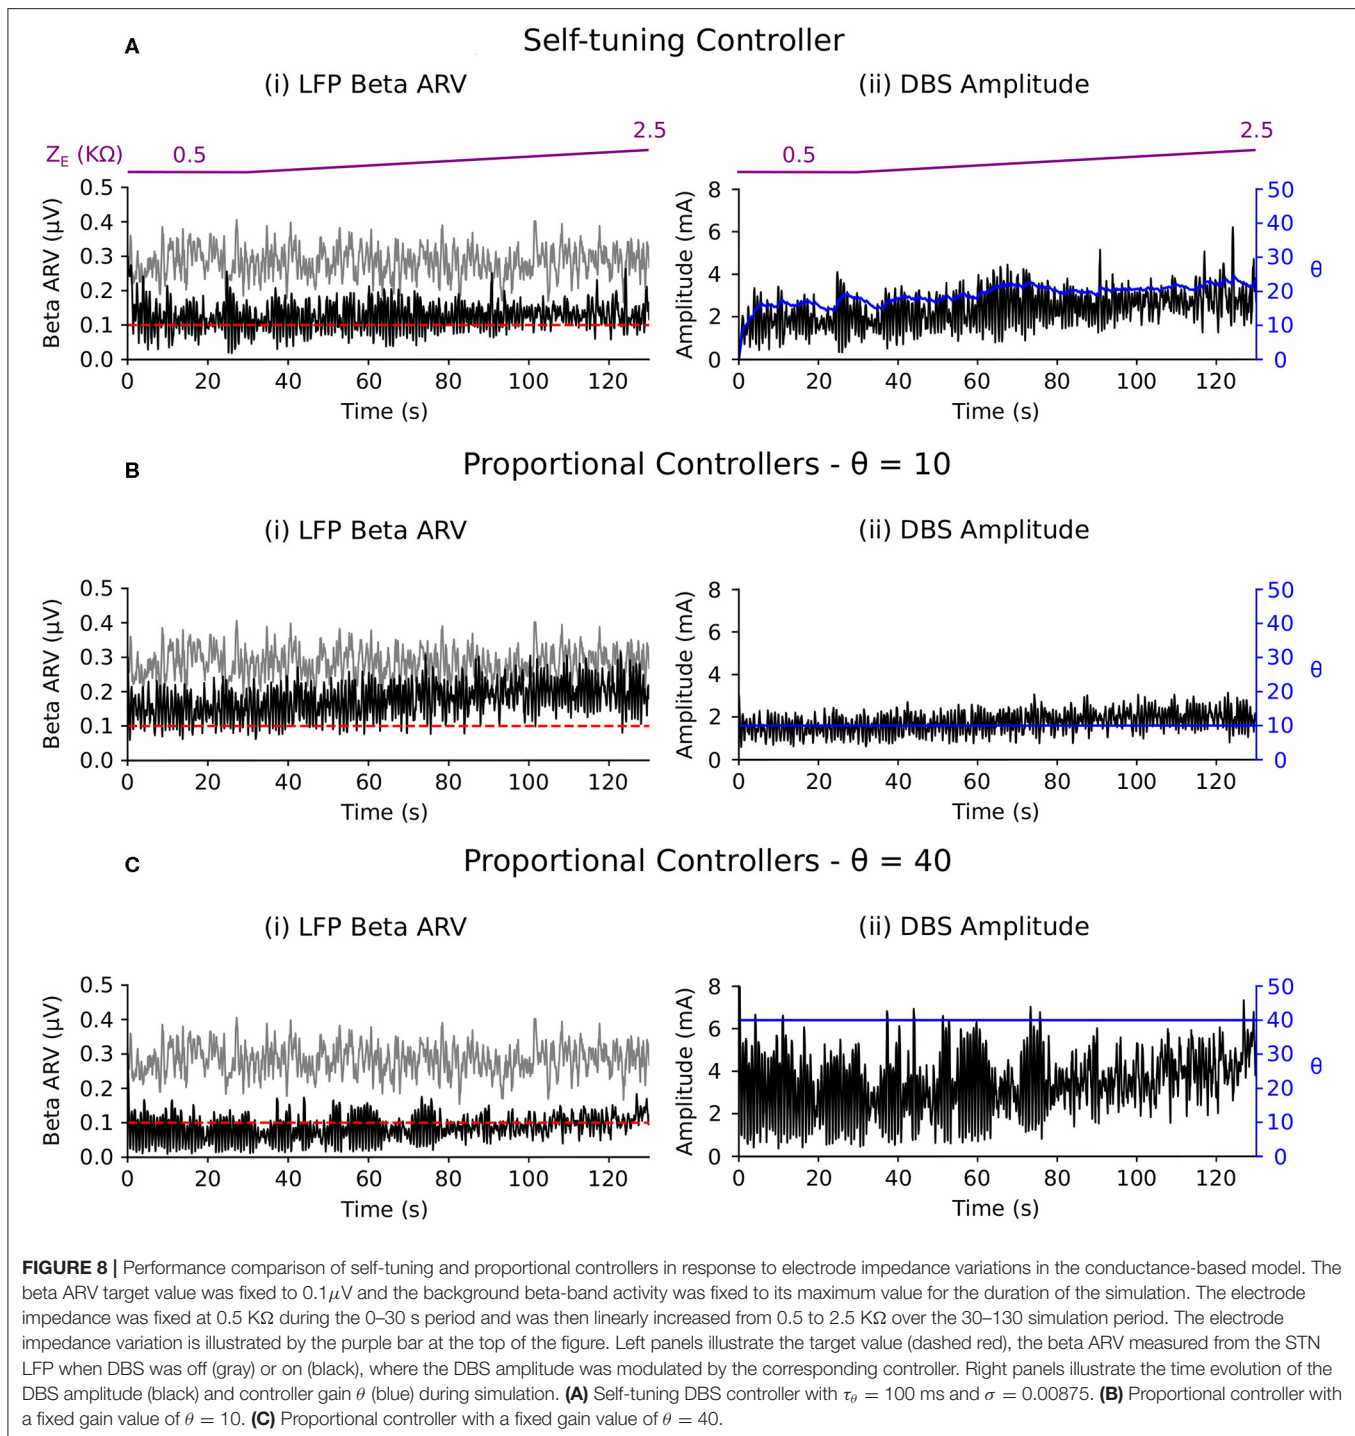 A
Self-tuning Controller
(i) LFP Beta ARV
(ii) DBS Amplitude
Z_E (KΩ) 0.5 2.5
0.5 2.5
Beta ARV (μV)
0.5
0.4
0.3
0.2
0.1
0.0
0 20 40 60 80 100 120
Time (s)
Amplitude (mA)
8
6
4
2
0
0 20 40 60 80 100 120
Time (s)
50
40
30
20
10
0
θ
B
Proportional Controllers - θ = 10
(i) LFP Beta ARV
(ii) DBS Amplitude
Beta ARV (μV)
0.5
0.4
0.3
0.2
0.1
0.0
0 20 40 60 80 100 120
Time (s)
Amplitude (mA)
8
6
4
2
0
0 20 40 60 80 100 120
Time (s)
50
40
30
20
10
0
θ
C
Proportional Controllers - θ = 40
(i) LFP Beta ARV
(ii) DBS Amplitude
Beta ARV (μV)
0.5
0.4
0.3
0.2
0.1
0.0
0 20 40 60 80 100 120
Time (s)
Amplitude (mA)
8
6
4
2
0
0 20 40 60 80 100 120
Time (s)
50
40
30
20
10
0
θ
FIGURE 8 | Performance comparison of self-tuning and proportional controllers in response to electrode impedance variations in the conductance-based model. The
beta ARV target value was fixed to 0.1μV and the background beta-band activity was fixed to its maximum value for the duration of the simulation. The electrode
impedance was fixed at 0.5 KΩ during the 0–30 s period and was then linearly increased from 0.5 to 2.5 KΩ over the 30–130 simulation period. The electrode
impedance variation is illustrated by the purple bar at the top of the figure. Left panels illustrate the target value (dashed red), the beta ARV measured from the STN
LFP when DBS was off (gray) or on (black), where the DBS amplitude was modulated by the corresponding controller. Right panels illustrate the time evolution of the
DBS amplitude (black) and controller gain θ (blue) during simulation. (A) Self-tuning DBS controller with τ_θ = 100 ms and σ = 0.00875. (B) Proportional controller with
a fixed gain value of θ = 10. (C) Proportional controller with a fixed gain value of θ = 40.